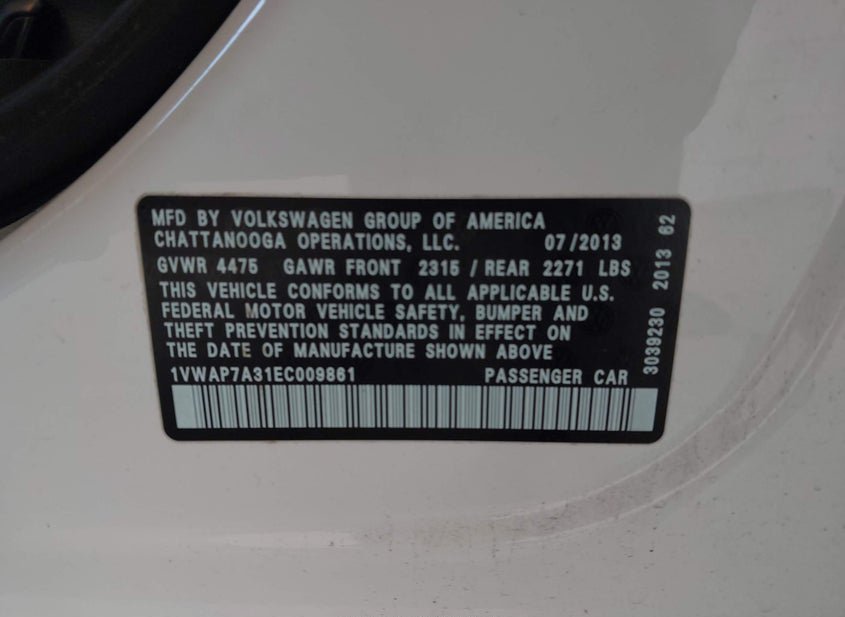 MFD BY VOLKSWAGEN GROUP OF AMERICA
CHATTANOOGA OPERATIONS, LLC. 07/2013
GVWR 4475 GAWR FRONT 2315 / REAR 2271 LBS
THIS VEHICLE CONFORMS TO ALL APPLICABLE U.S.
FEDERAL MOTOR VEHICLE SAFETY, BUMPER AND
THEFT PREVENTION STANDARDS IN EFFECT ON
THE DATE OF MANUFACTURE SHOWN ABOVE
1VWAP7A31EC009861 PASSENGER CAR
3039230 2013 62